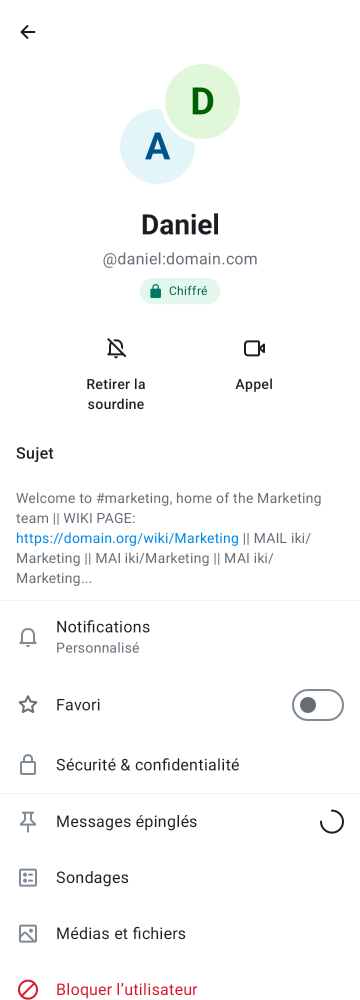 D
A
Daniel
@daniel:domain.com
Chiffré
Retirer la
sourdine
Appel
Sujet
Welcome to #marketing, home of the Marketing
team || WIKI PAGE:
https://domain.org/wiki/Marketing || MAIL iki/
Marketing || MAI iki/Marketing || MAI iki/
Marketing...
Notifications
Personnalisé
Favori
Sécurité & confidentialité
Messages épinglés
Sondages
Médias et fichiers
Bloquer l’utilisateur